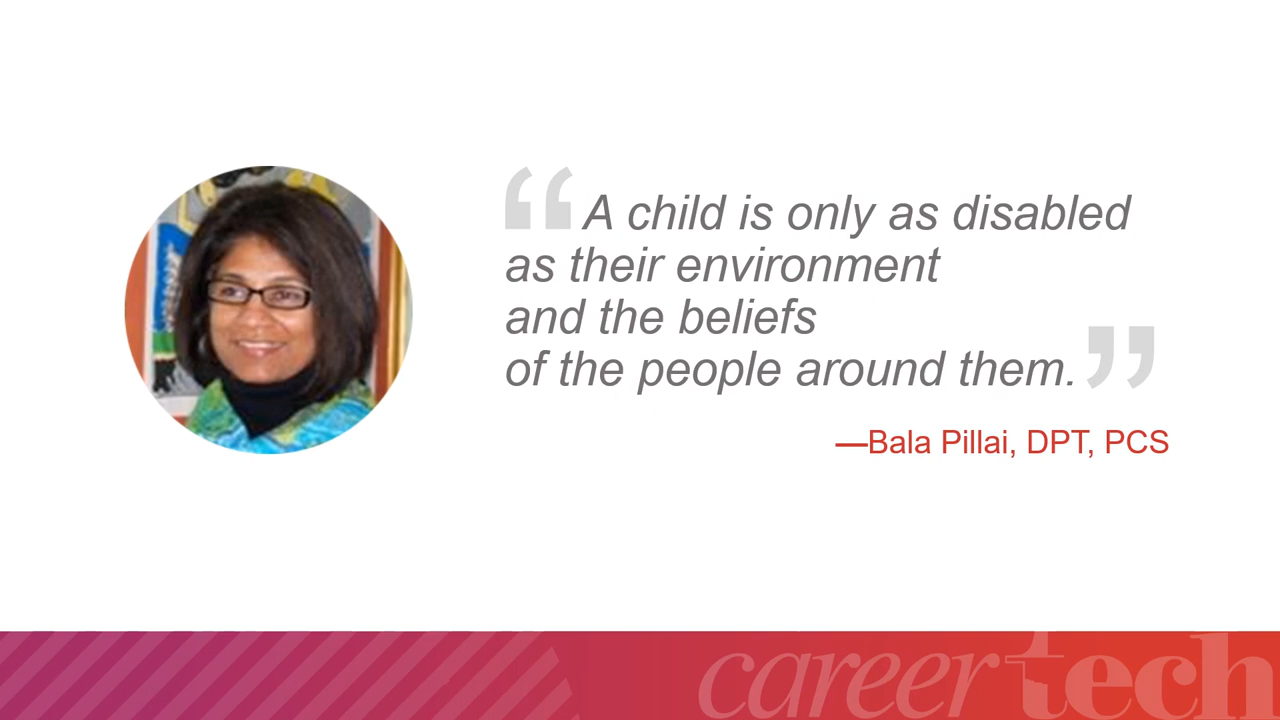 “A child is only as disabled
as their environment
and the beliefs
of the people around them.”
—Bala Pillai, DPT, PCS
careertech